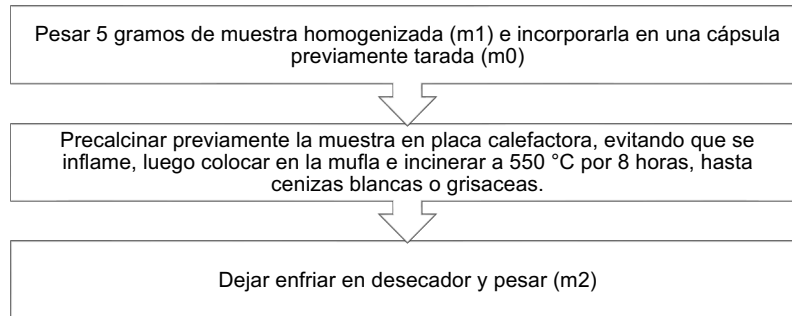 Pesar 5 gramos de muestra homogenizada (m1) e incorporarla en una cápsula
previamente tarada (m0)
Precalcinar previamente la muestra en placa calefactora, evitando que se
inflame, luego colocar en la mufla e incinerar a 550 °C por 8 horas, hasta
cenizas blancas o grisaceas.
Dejar enfriar en desecador y pesar (m2)